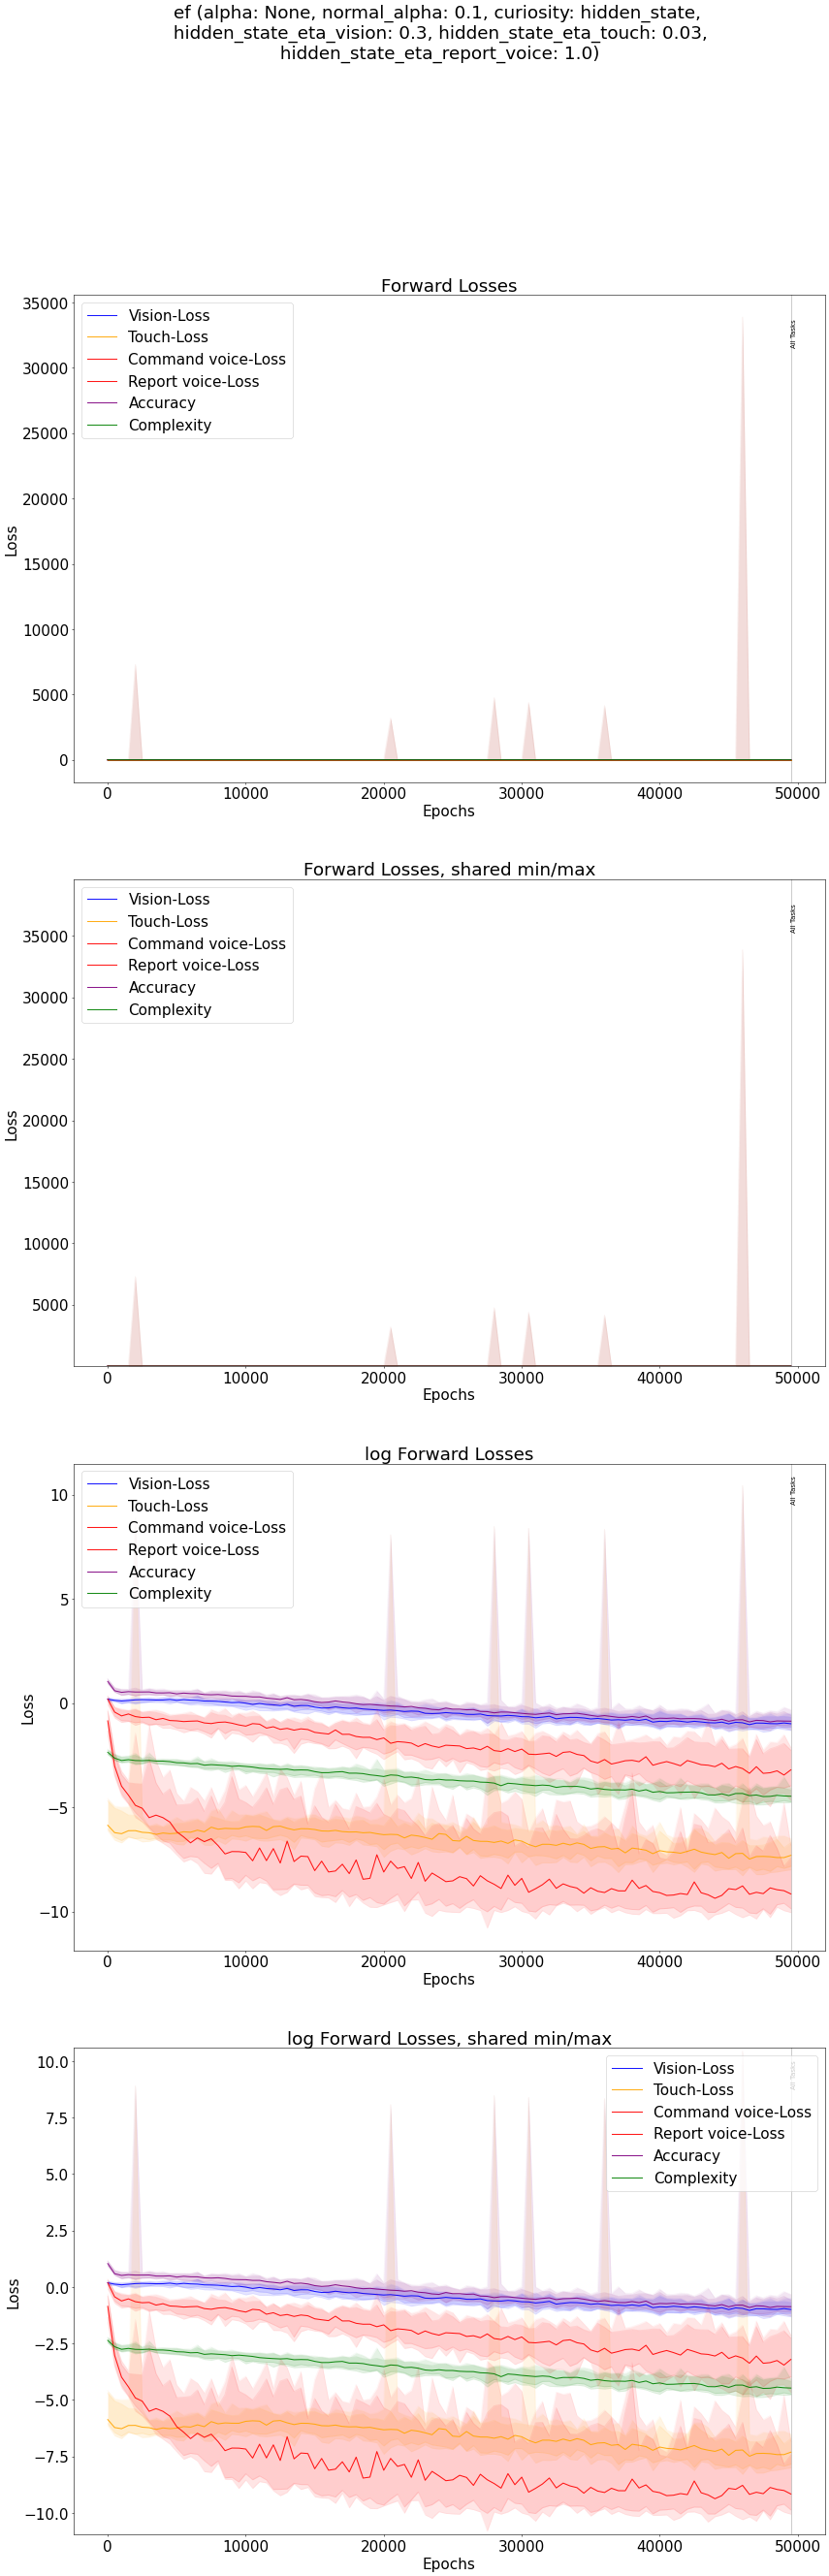 ef (alpha: None, normal_alpha: 0.1, curiosity: hidden_state,
hidden_state_eta_vision: 0.3, hidden_state_eta_touch: 0.03,
hidden_state_eta_report_voice: 1.0)
Forward Losses
Vision-Loss
Touch-Loss
Command voice-Loss
Report voice-Loss
Accuracy
Complexity
All Tasks
35000
30000
25000
20000
15000
10000
5000
0
Loss
0 10000 20000 30000 40000 50000
Epochs
Forward Losses, shared min/max
Vision-Loss
Touch-Loss
Command voice-Loss
Report voice-Loss
Accuracy
Complexity
All Tasks
35000
30000
25000
20000
15000
10000
5000
Loss
0 10000 20000 30000 40000 50000
Epochs
log Forward Losses
Vision-Loss
Touch-Loss
Command voice-Loss
Report voice-Loss
Accuracy
Complexity
All Tasks
10
5
0
−5
−10
Loss
0 10000 20000 30000 40000 50000
Epochs
log Forward Losses, shared min/max
Vision-Loss
Touch-Loss
Command voice-Loss
Report voice-Loss
Accuracy
Complexity
All Tasks
10.0
7.5
5.0
2.5
0.0
−2.5
−5.0
−7.5
−10.0
Loss
0 10000 20000 30000 40000 50000
Epochs